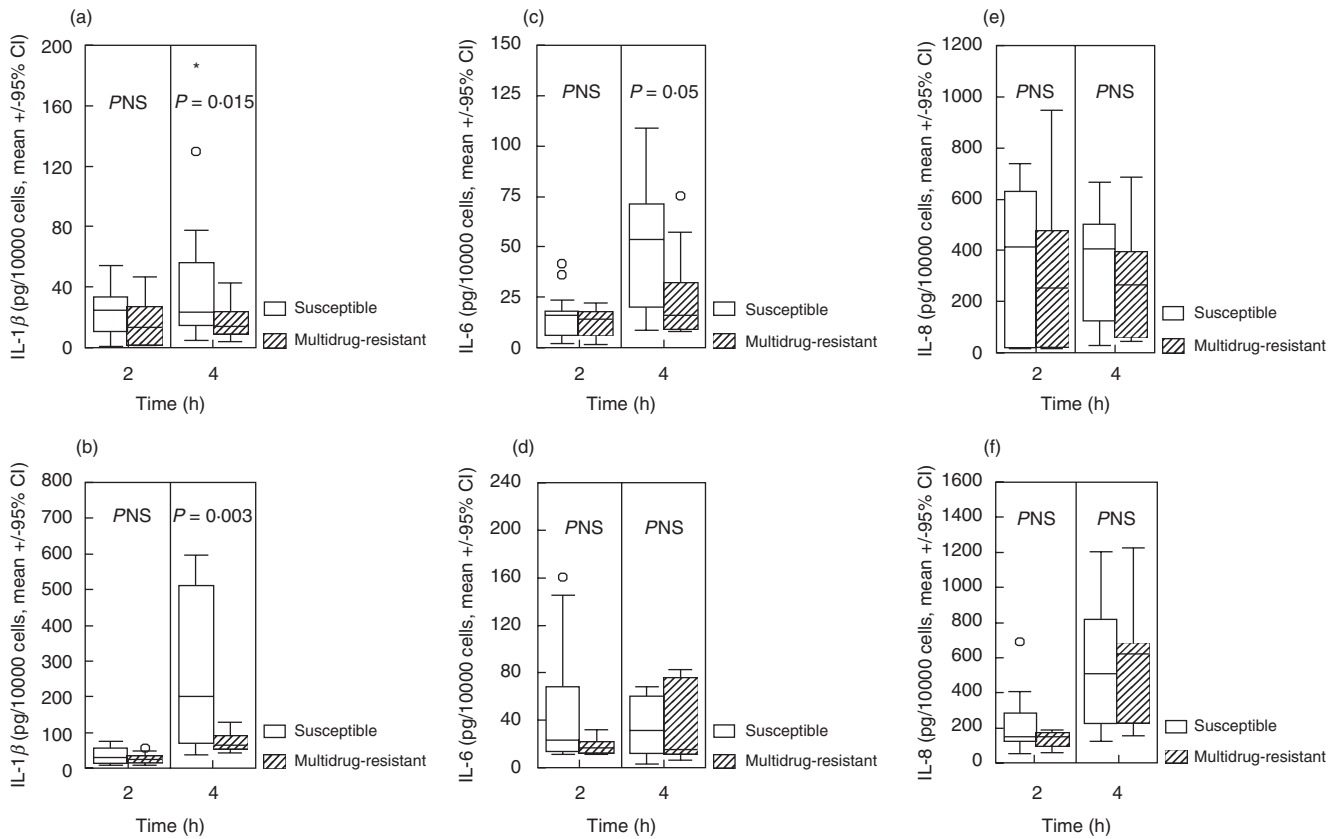 (a)
200
160
120
80
40
0
IL-1β (pg/10000 cells, mean +/-95% CI)
PNS
*
P = 0·015
2
4
Time (h)
Susceptible
Multidrug-resistant
(c)
150
125
100
75
50
25
0
IL-6 (pg/10000 cells, mean +/-95% CI)
PNS
P = 0·05
2
4
Time (h)
Susceptible
Multidrug-resistant
(e)
1200
1000
800
600
400
200
0
IL-8 (pg/10000 cells, mean +/-95% CI)
PNS
PNS
2
4
Time (h)
Susceptible
Multidrug-resistant
(b)
800
700
600
500
400
300
200
100
0
IL-1β (pg/10000 cells, mean +/-95% CI)
PNS
P = 0·003
2
4
Time (h)
Susceptible
Multidrug-resistant
(d)
240
200
160
120
80
40
0
IL-6 (pg/10000 cells, mean +/-95% CI)
PNS
PNS
2
4
Time (h)
Susceptible
Multidrug-resistant
(f)
1600
1400
1200
1000
800
600
400
200
0
IL-8 (pg/10000 cells, mean +/-95% CI)
PNS
PNS
2
4
Time (h)
Susceptible
Multidrug-resistant